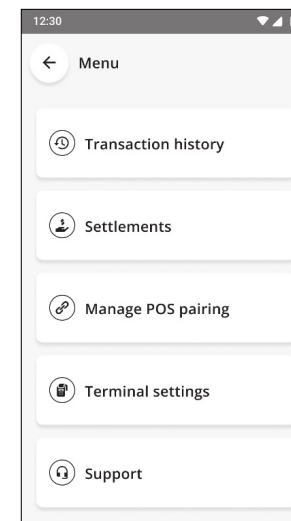 12:30
Menu
Transaction history
Settlements
Manage POS pairing
Terminal settings
Support